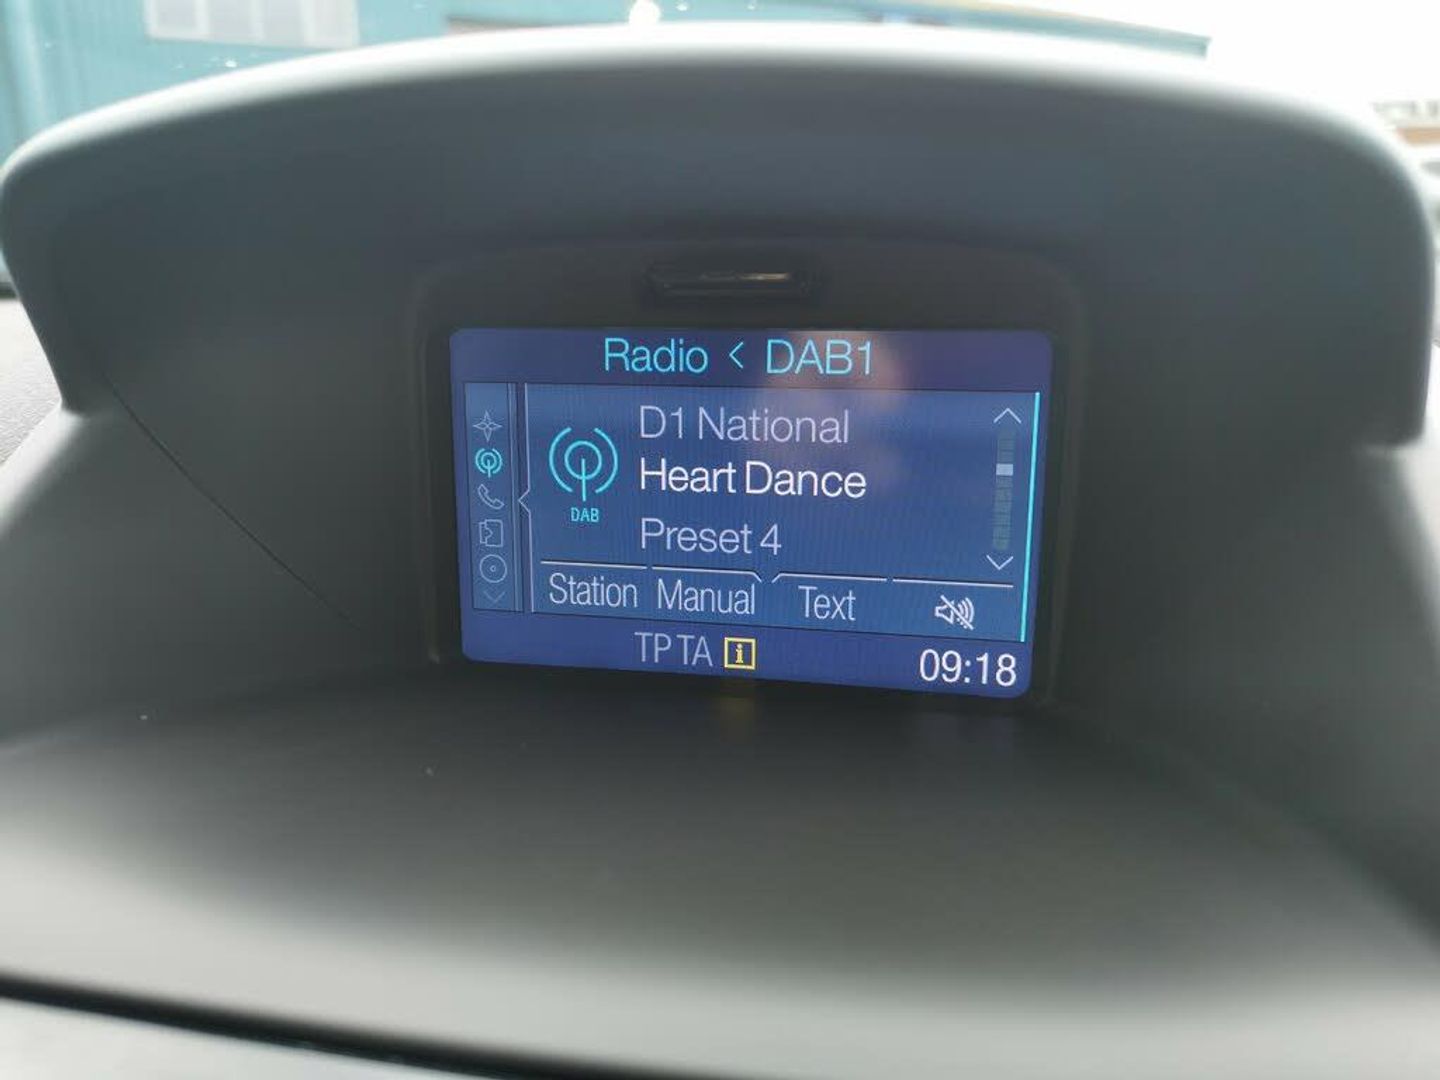 Radio < DAB1
D1 National
Heart Dance
DAB
Preset 4
Station Manual Text
TP TA i
09:18